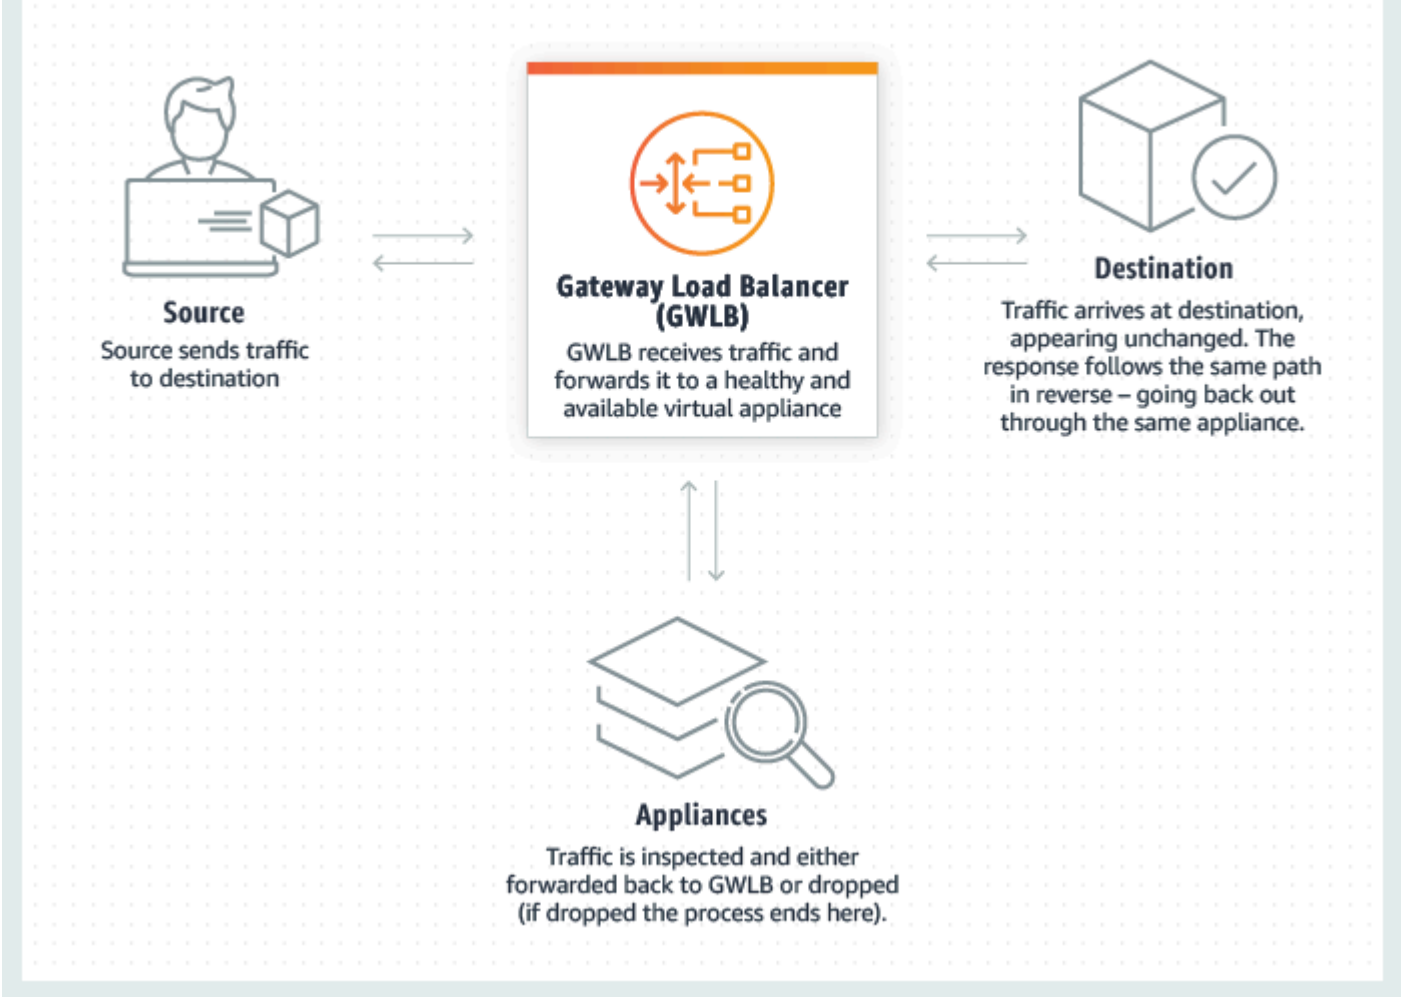 Source
Source sends traffic
to destination
Gateway Load Balancer
(GWLB)
GWLB receives traffic and
forwards it to a healthy and
available virtual appliance
Destination
Traffic arrives at destination,
appearing unchanged. The
response follows the same path
in reverse – going back out
through the same appliance.
Appliances
Traffic is inspected and either
forwarded back to GWLB or dropped
(if dropped the process ends here).